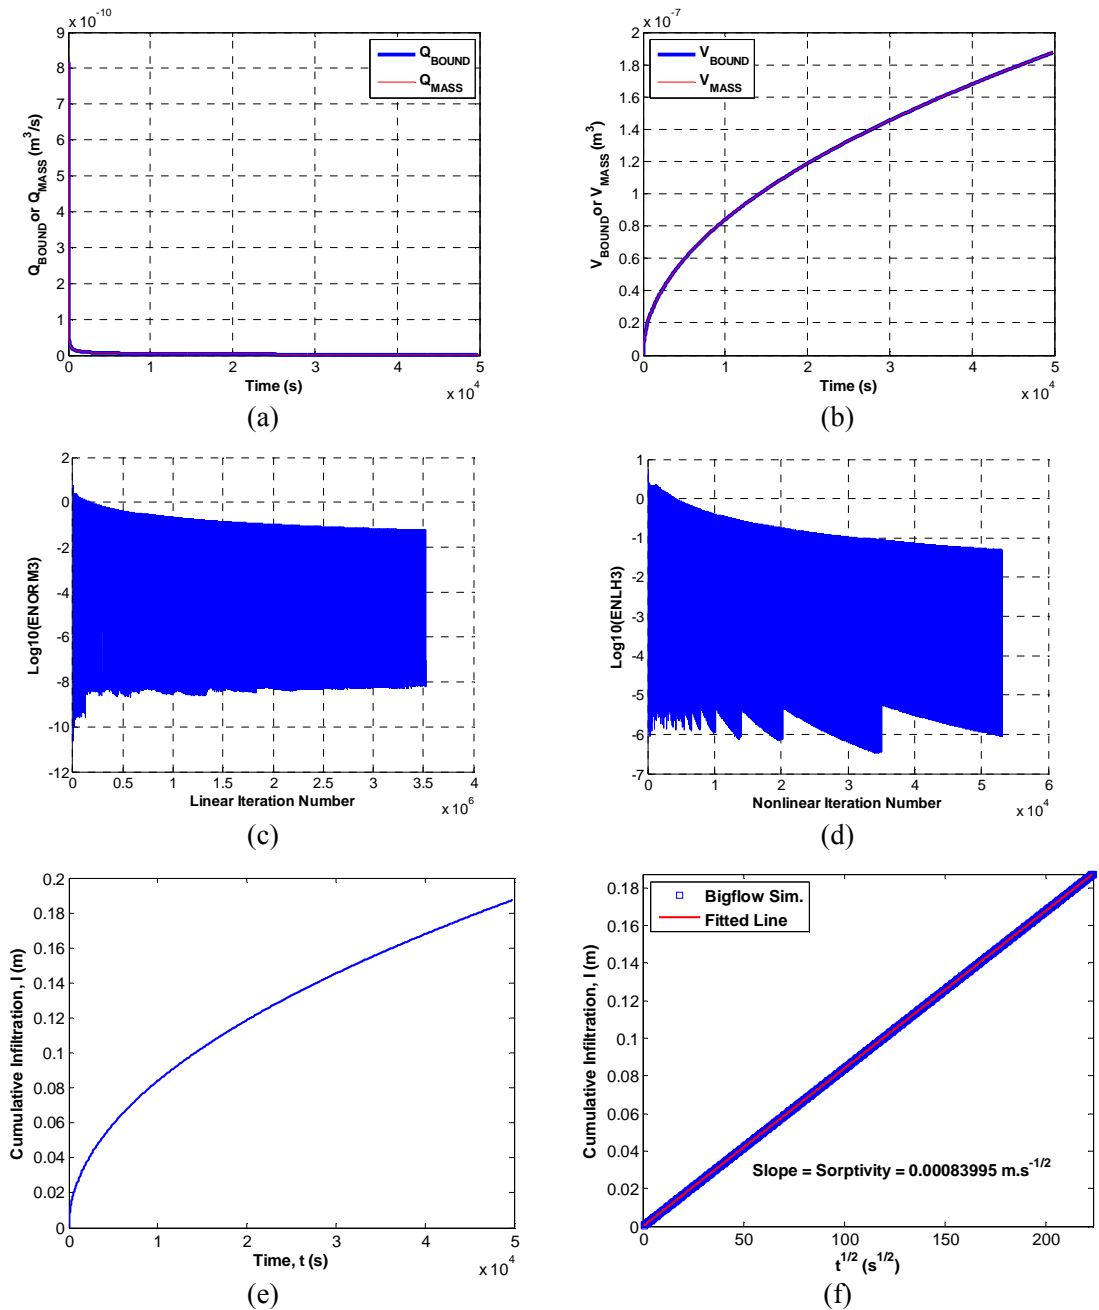 x 10^-10
9
8
7
6
5
4
3
2
1
0
Q_BOUND or Q_MASS (m^3/s)
Q_BOUND
Q_MASS
0 1 2 3 4 5
x 10^4
Time (s)
(a)
x 10^-7
2
1.8
1.6
1.4
1.2
1
0.8
0.6
0.4
0.2
0
V_BOUND or V_MASS (m^3)
V_BOUND
V_MASS
0 1 2 3 4 5
x 10^4
Time (s)
(b)
2
0
-2
-4
-6
-8
-10
-12
Log10(ENORM3)
0 0.5 1 1.5 2 2.5 3 3.5 4
x 10^6
Linear Iteration Number
(c)
1
0
-1
-2
-3
-4
-5
-6
-7
Log10(ENLH3)
0 1 2 3 4 5 6
x 10^4
Nonlinear Iteration Number
(d)
0.2
0.18
0.16
0.14
0.12
0.1
0.08
0.06
0.04
0.02
0
Cumulative Infiltration, I (m)
0 1 2 3 4 5
x 10^4
Time, t (s)
(e)
0.18
0.16
0.14
0.12
0.1
0.08
0.06
0.04
0.02
0
Cumulative Infiltration, I (m)
Bigflow Sim.
Fitted Line
Slope = Sorptivity = 0.00083995 m.s^-1/2
0 50 100 150 200
t^1/2 (s^1/2)
(f)